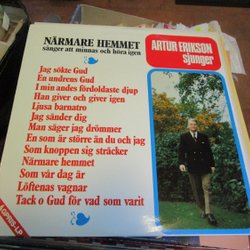 NÄRMARE HEMMET
sånger att minnas och höra igen
ARTUR ERIKSON
sjunger
Jag sökte Gud
En undrens Gud
I min andes fördoldaste djup
Han giver och giver igen
Ljusa barnatro
Jag sänder dig
Man säger jag drömmer
En som är större än du och jag
Som knoppen sig sträcker
Närmare hemmet
Som vår dag är
Löftenas vagnar
Tack o Gud för vad som varit
LÅGPRIS-LP